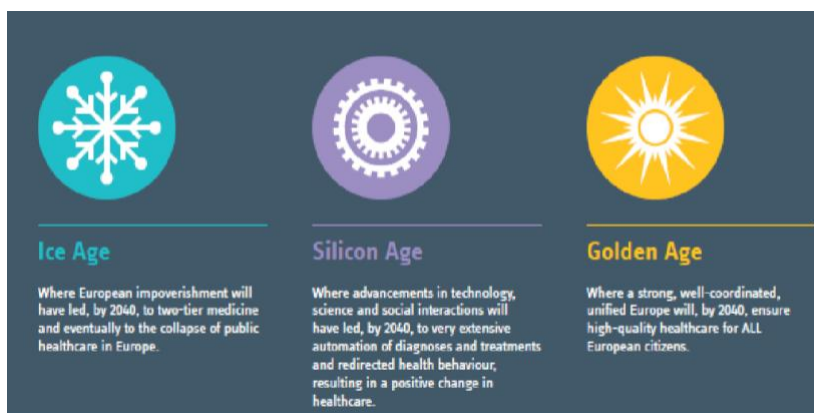 Ice Age
Where European impoverishment will
have led, by 2040, to two-tier medicine
and eventually to the collapse of public
healthcare in Europe.
Silicon Age
Where advancements in technology,
science and social interactions will
have led, by 2040, to very extensive
automation of diagnoses and treatments
and redirected health behaviour,
resulting in a positive change in
healthcare.
Golden Age
Where a strong, well-coordinated,
unified Europe will, by 2040, ensure
high-quality healthcare for ALL
European citizens.